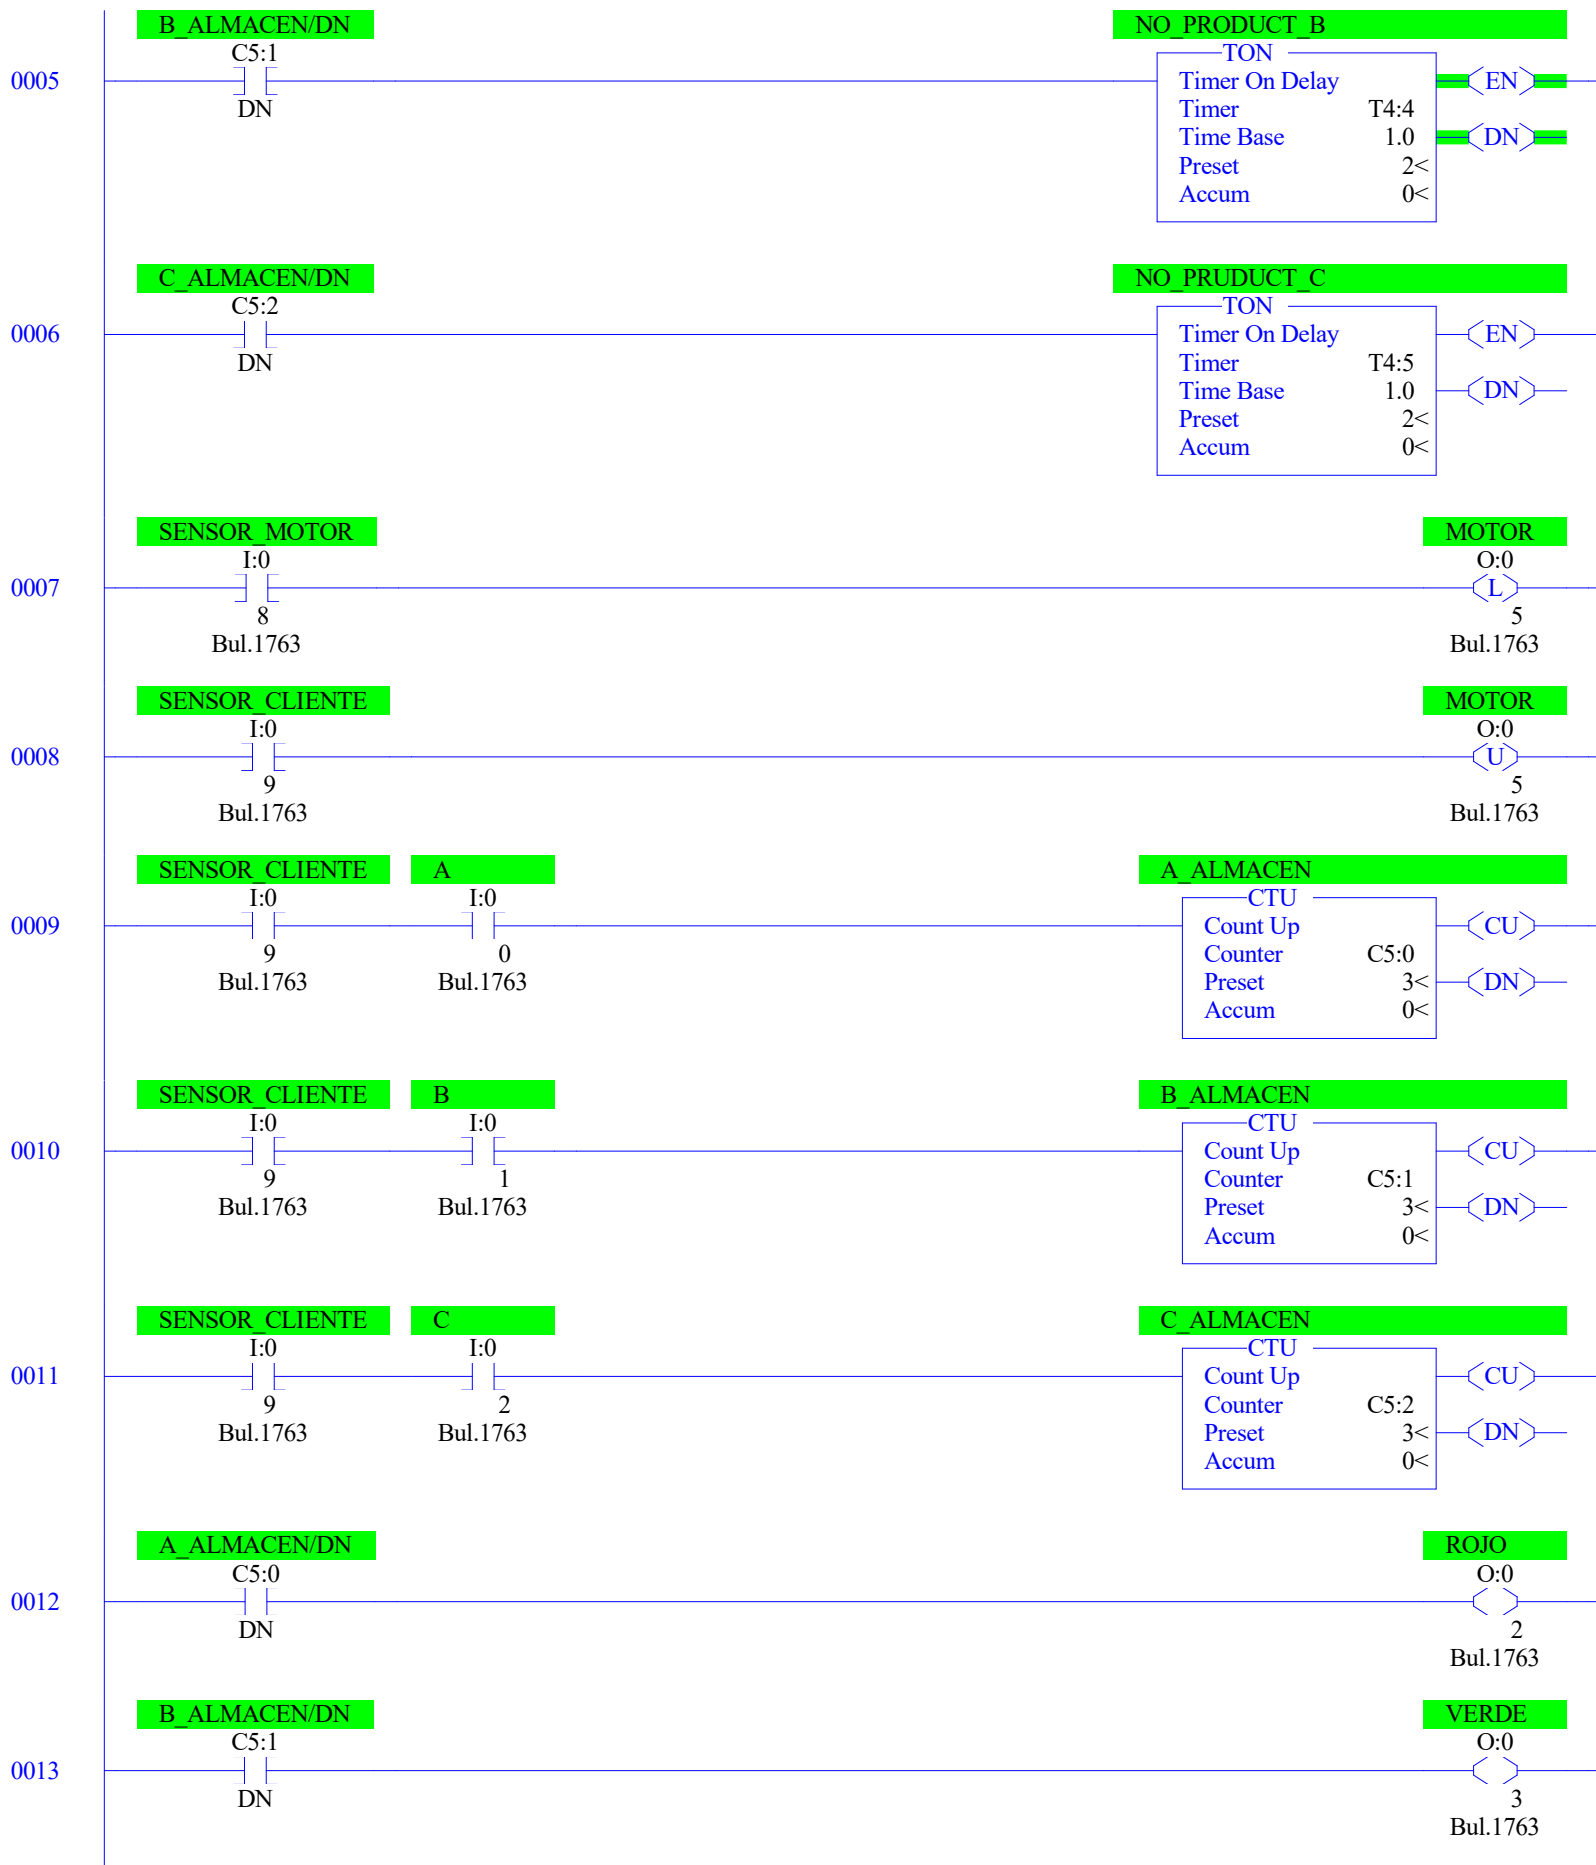 B_ALMACEN/DN NO_PRODUCT_B
C5:1 TON
0005 Timer On Delay EN
DN Timer T4:4
Time Base 1.0 DN
Preset 2<
Accum 0<
C_ALMACEN/DN NO_PRUDUCT_C
C5:2 TON
0006 Timer On Delay EN
DN Timer T4:5
Time Base 1.0 DN
Preset 2<
Accum 0<
SENSOR_MOTOR MOTOR
I:0 O:0
0007 L
8 5
Bul.1763 Bul.1763
SENSOR_CLIENTE MOTOR
I:0 O:0
0008 U
9 5
Bul.1763 Bul.1763
SENSOR_CLIENTE A A_ALMACEN
I:0 I:0 CTU
0009 Count Up CU
9 0 Counter C5:0
Bul.1763 Bul.1763 Preset 3< DN
Accum 0<
SENSOR_CLIENTE B B_ALMACEN
I:0 I:0 CTU
0010 Count Up CU
9 1 Counter C5:1
Bul.1763 Bul.1763 Preset 3< DN
Accum 0<
SENSOR_CLIENTE C C_ALMACEN
I:0 I:0 CTU
0011 Count Up CU
9 2 Counter C5:2
Bul.1763 Bul.1763 Preset 3< DN
Accum 0<
A_ALMACEN/DN ROJO
C5:0 O:0
0012
DN 2
Bul.1763
B_ALMACEN/DN VERDE
C5:1 O:0
0013
DN 3
Bul.1763